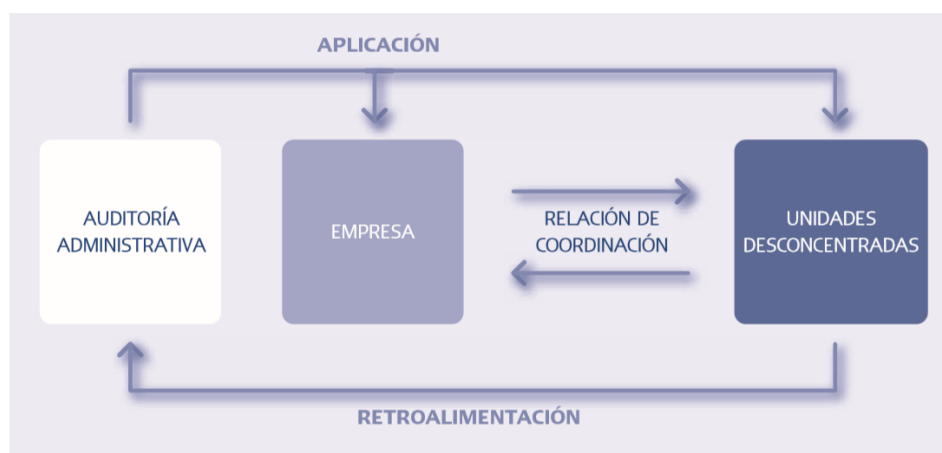 APLICACIÓN
AUDITORÍA
ADMINISTRATIVA
EMPRESA
RELACIÓN DE
COORDINACIÓN
UNIDADES
DESCONCENTRADAS
RETROALIMENTACIÓN